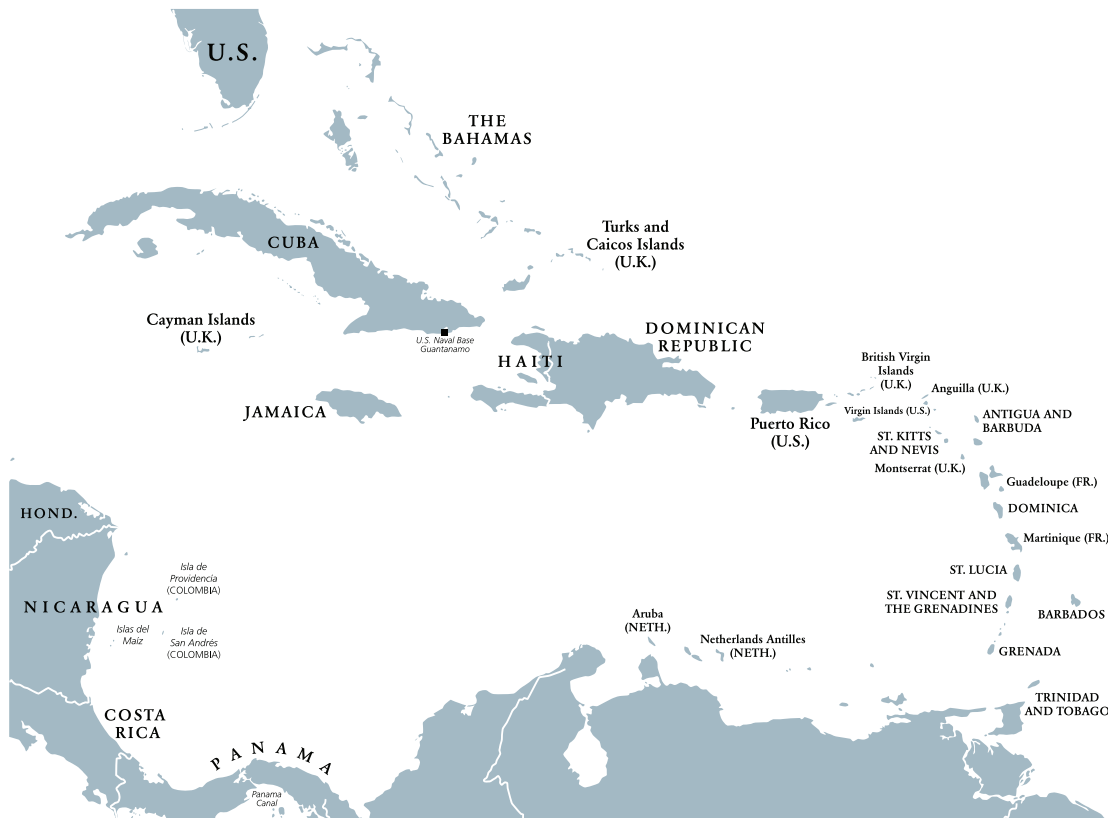 U.S.
THE
BAHAMAS
CUBA
Turks and
Caicos Islands
(U.K.)
Cayman Islands
(U.K.)
U.S. Naval Base
Guantanamo
HAITI
DOMINICAN
REPUBLIC
JAMAICA
Puerto Rico
(U.S.)
British Virgin
Islands
(U.K.)
Anguilla (U.K.)
Virgin Islands (U.S.)
ANTIGUA AND
BARBUDA
ST. KITTS
AND NEVIS
Montserrat (U.K.)
Guadeloupe (FR.)
DOMINICA
Martinique (FR.)
ST. LUCIA
ST. VINCENT AND
THE GRENADINES
BARBADOS
GRENADA
TRINIDAD
AND TOBAGO
HOND.
NICARAGUA
Isla de
Providencia
(COLOMBIA)
Islas del
Maíz
Isla de
San Andrés
(COLOMBIA)
Aruba
(NETH.)
Netherlands Antilles
(NETH.)
COSTA
RICA
PANAMA
Panama
Canal